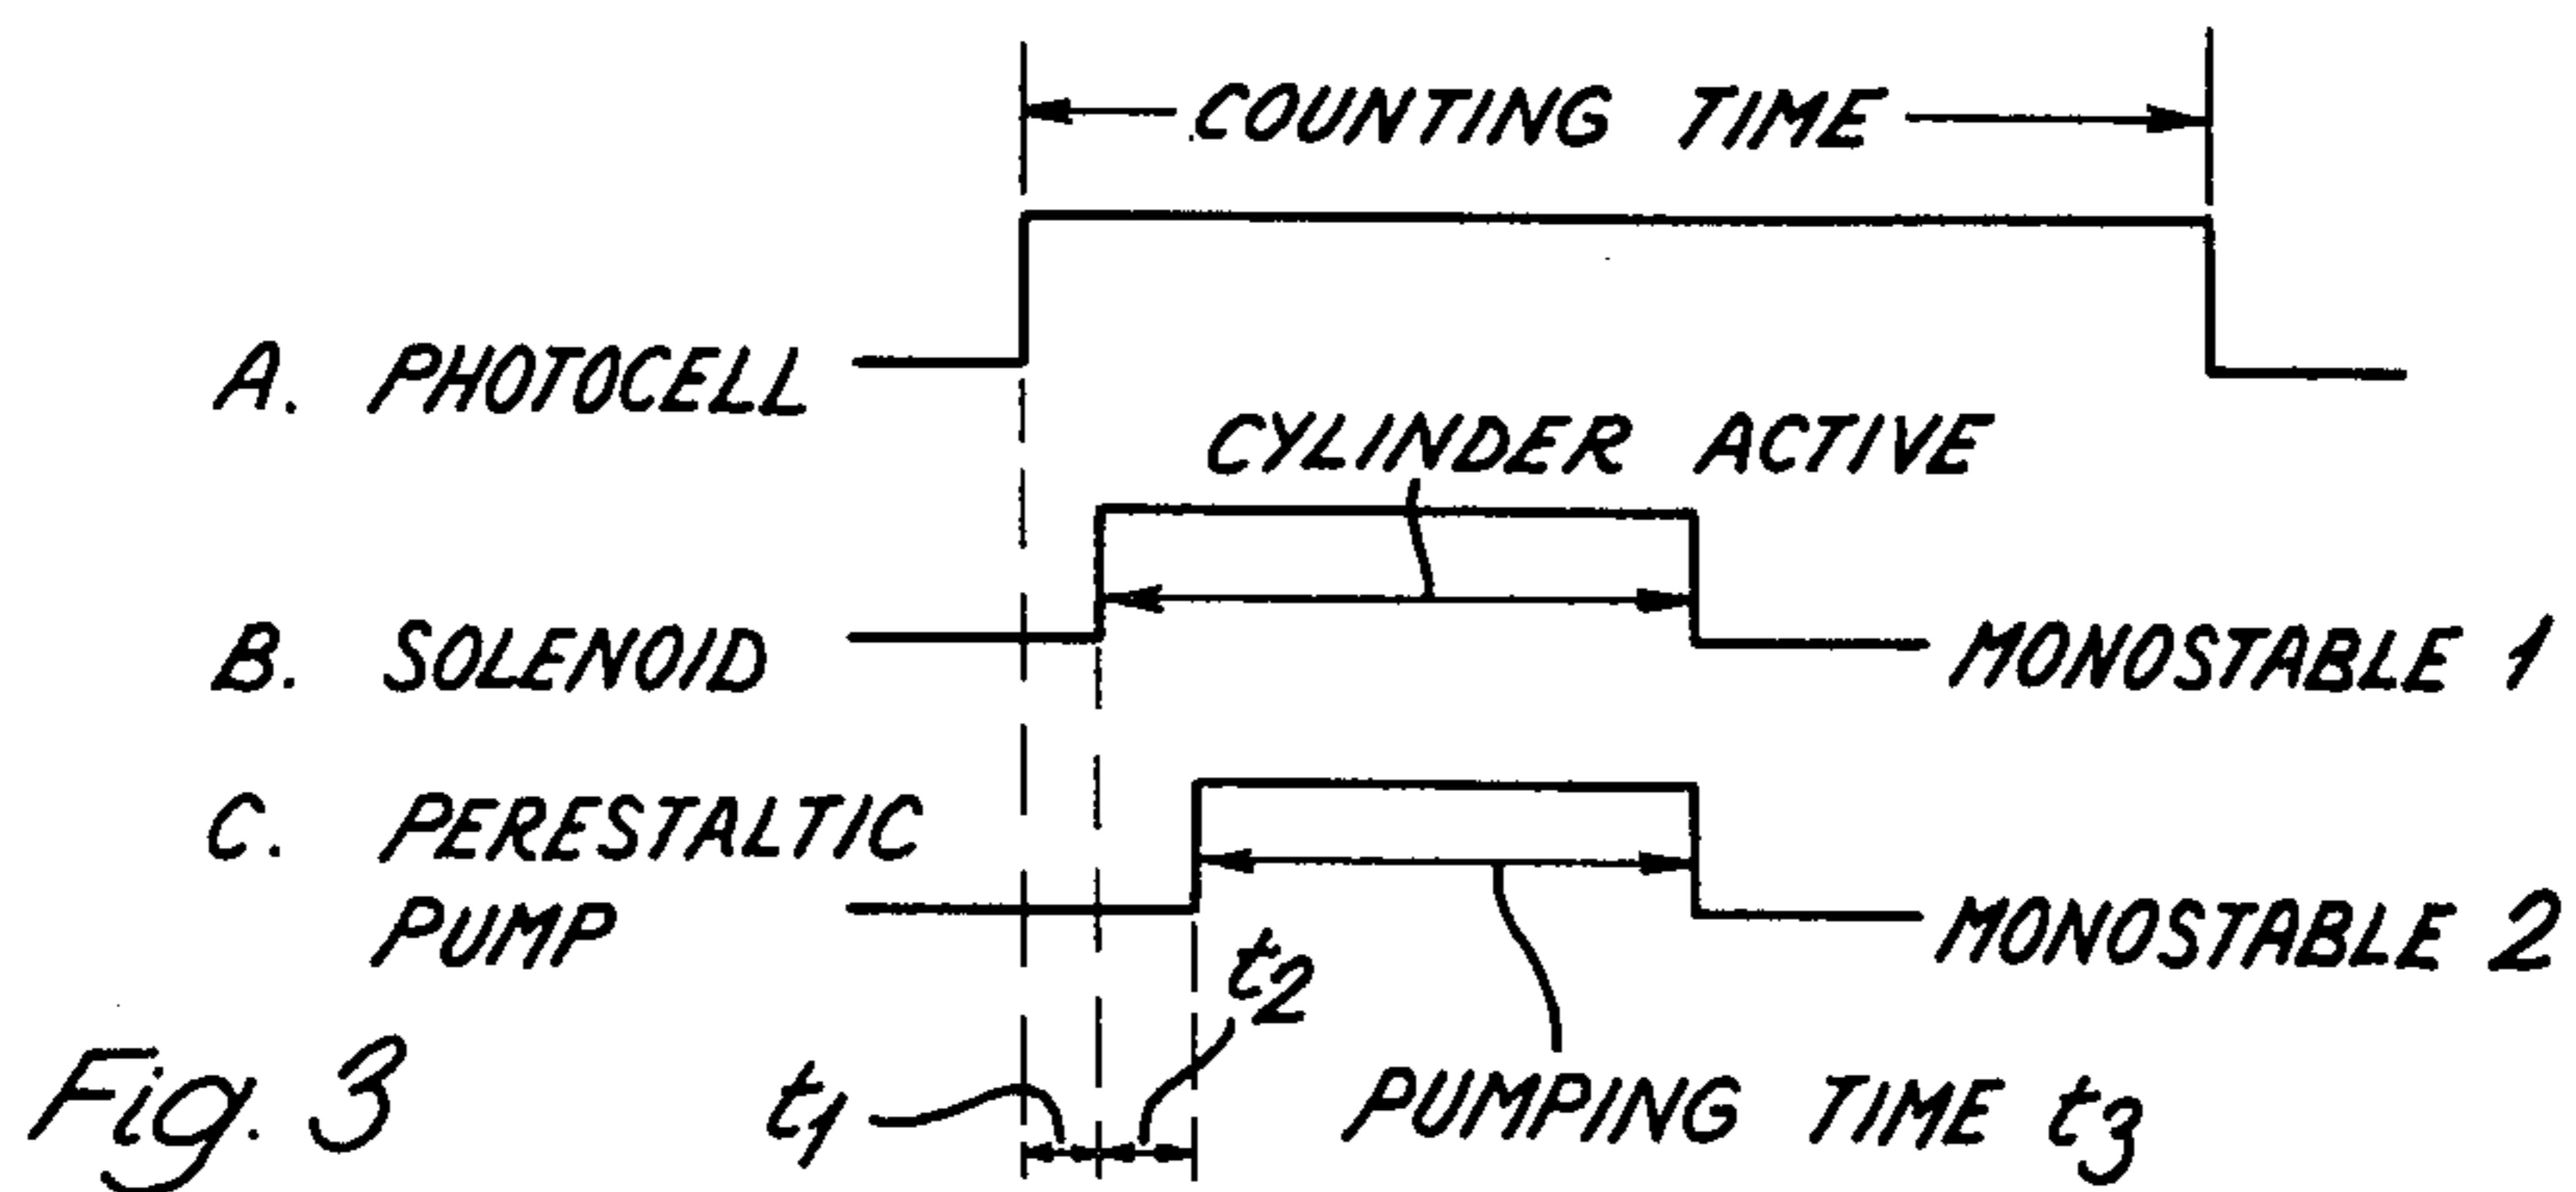 COUNTING TIME
A. PHOTOCELL
CYLINDER ACTIVE
B. SOLENOID
MONOSTABLE 1
C. PERESTALTIC
PUMP
MONOSTABLE 2
t2
t1
PUMPING TIME t3
Fig. 3